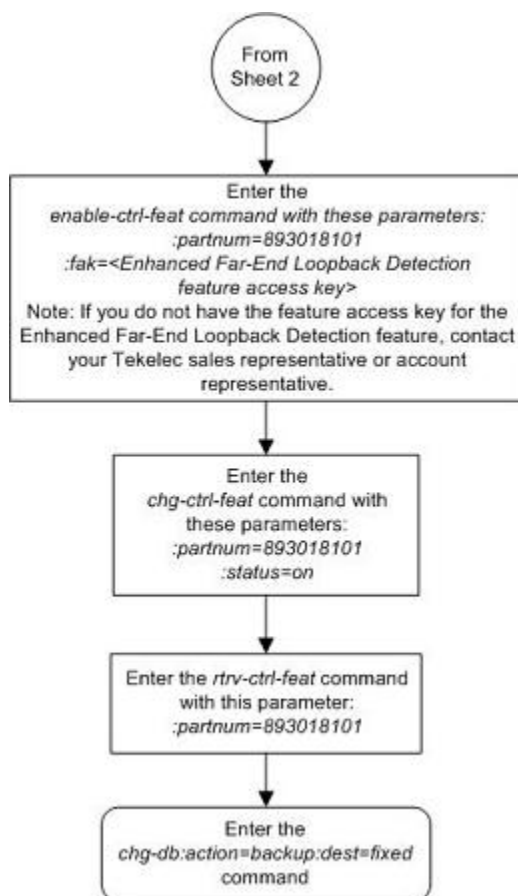 From
Sheet 2
Enter the
enable-ctrl-feat command with these parameters:
:partnum=893018101
:fak=<Enhanced Far-End Loopback Detection
feature access key>
Note: If you do not have the feature access key for the
Enhanced Far-End Loopback Detection feature, contact
your Tekelec sales representative or account
representative.
Enter the
chg-ctrl-feat command with
these parameters:
:partnum=893018101
:status=on
Enter the rtrv-ctrl-feat command
with this parameter:
:partnum=893018101
Enter the
chg-db:action=backup:dest=fixed
command